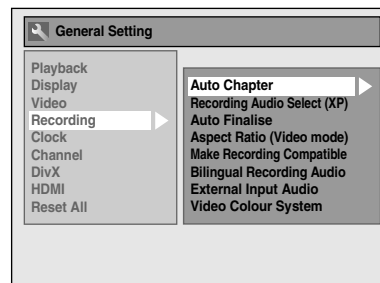 General Setting
Playback
Display
Video
Recording
Clock
Channel
DivX
HDMI
Reset All
Auto Chapter
Recording Audio Select (XP)
Auto Finalise
Aspect Ratio (Video mode)
Make Recording Compatible
Bilingual Recording Audio
External Input Audio
Video Colour System